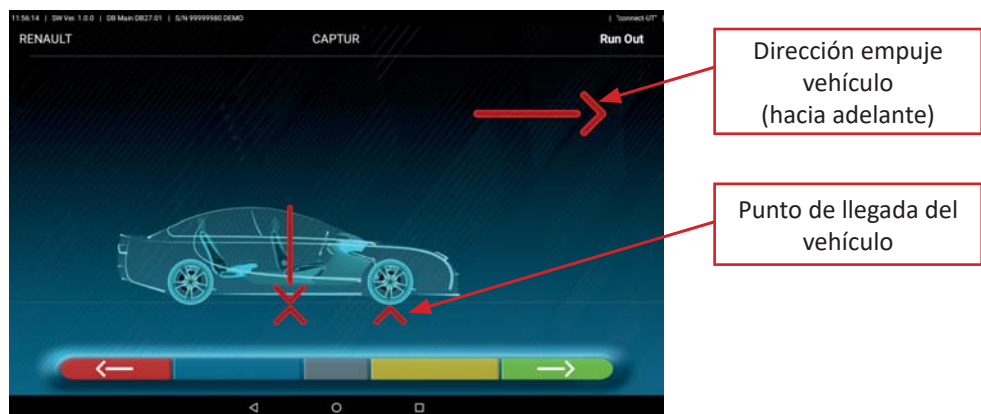 11:56:14 | SW Ver. 1.0.0 | DB Main DB27.01 | S/N 99999980 DEMO | "connect-UT" |
RENAULT CAPTUR Run Out
Dirección empuje
vehículo
(hacia adelante)
Punto de llegada del
vehículo